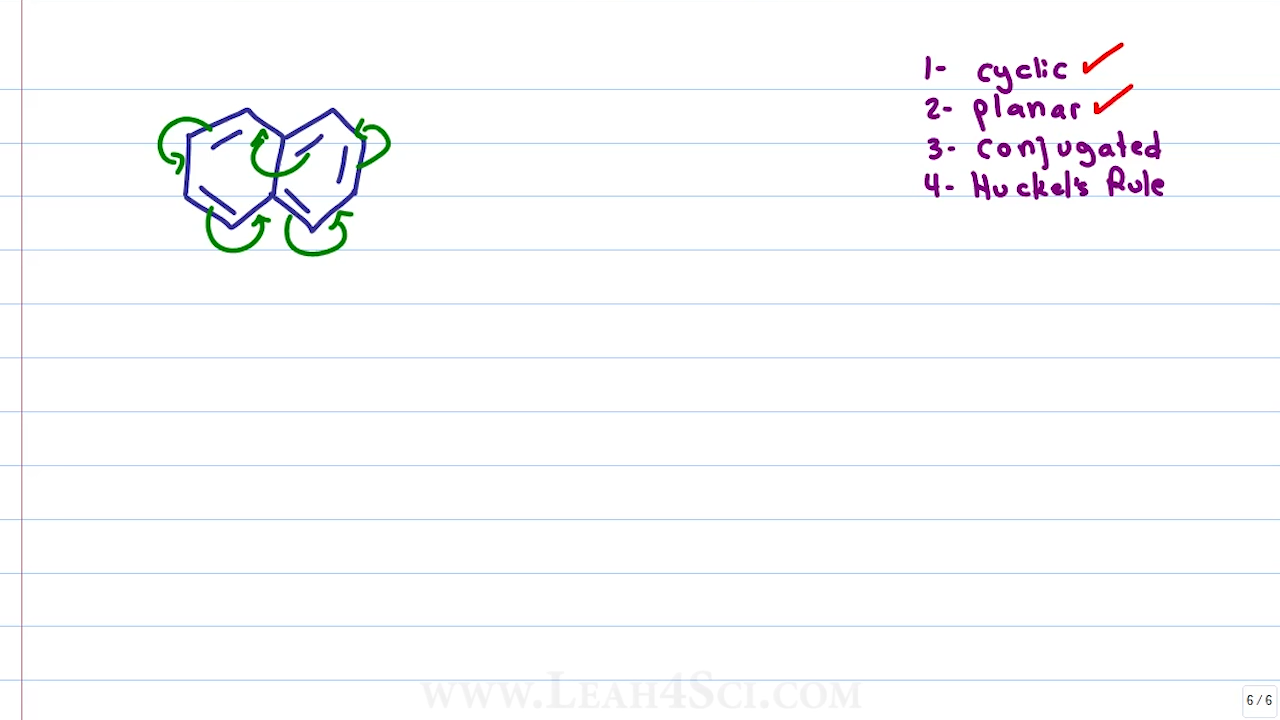 1- cyclic ✓
2- planar ✓
3- conjugated
4- Huckel's Rule
www.Leah4Sci.com
6 / 6